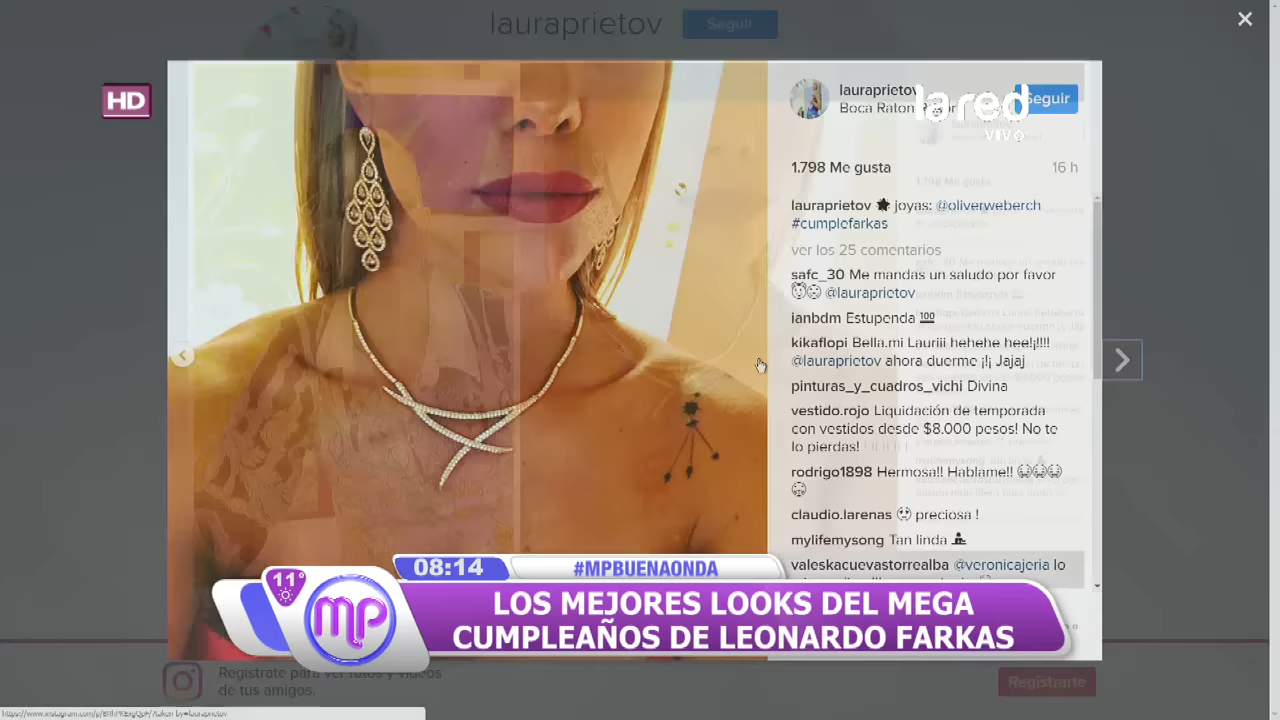 lauraprietov Seguir
HD
lauraprietov
Boca Raton
Seguir
la red
vivo
1.798 Me gusta 16 h
lauraprietov joyas: @oliverweberch
#cumplefarkas
ver los 25 comentarios
safc_30 Me mandas un saludo por favor
@lauraprietov
ianbdm Estupenda 💯
kikaflopi Bella.mi Lauriii hehehe hee!¡!!!!
@lauraprietov ahora duerme ¡!¡ Jajaj
pinturas_y_cuadros_vichi Divina
vestido.rojo Liquidación de temporada
con vestidos desde $8.000 pesos! No te
lo pierdas!
rodrigo1898 Hermosa!! Hablame!!
claudio.larenas preciosa !
mylifemysong Tan linda
valeskacuevastorrealba @veronicajeria lo
08:14 #MPBUENAONDA
11°
mp
LOS MEJORES LOOKS DEL MEGA
CUMPLEAÑOS DE LEONARDO FARKAS
Regístrate para ver fotos y videos
de tus amigos.
Registrarte